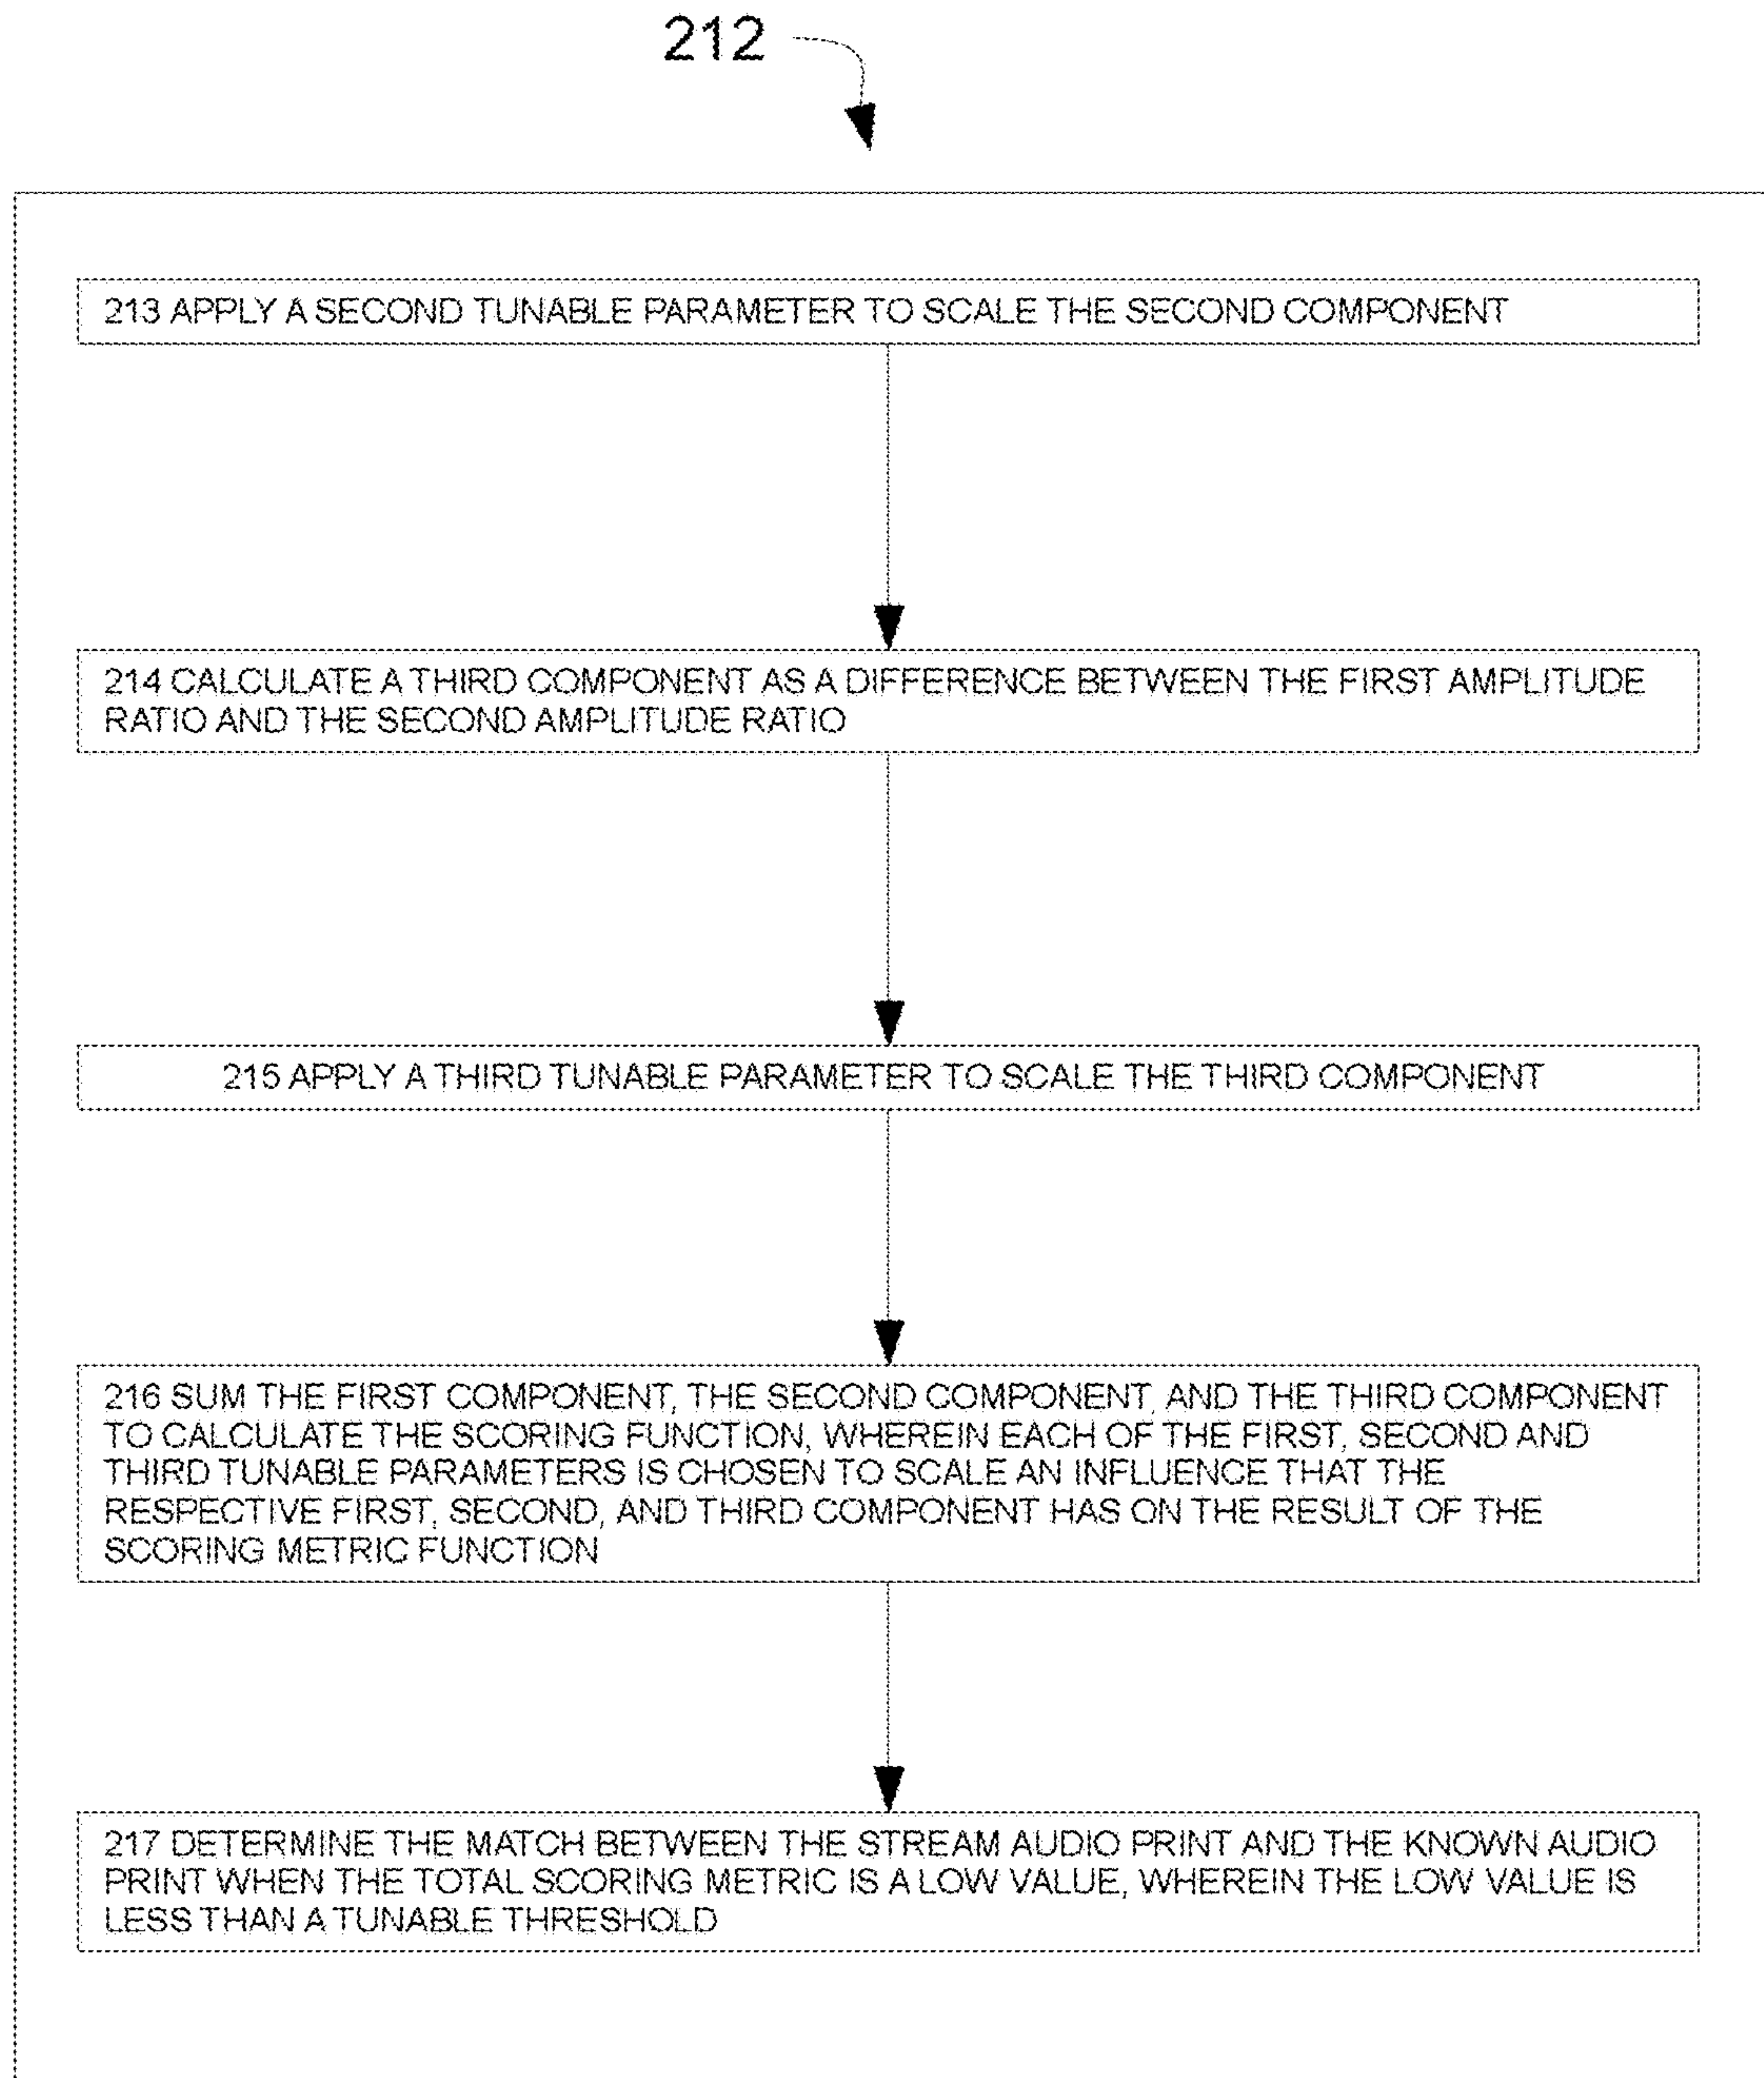 212
213 APPLY A SECOND TUNABLE PARAMETER TO SCALE THE SECOND COMPONENT
214 CALCULATE A THIRD COMPONENT AS A DIFFERENCE BETWEEN THE FIRST AMPLITUDE
RATIO AND THE SECOND AMPLITUDE RATIO
215 APPLY A THIRD TUNABLE PARAMETER TO SCALE THE THIRD COMPONENT
216 SUM THE FIRST COMPONENT, THE SECOND COMPONENT, AND THE THIRD COMPONENT
TO CALCULATE THE SCORING FUNCTION, WHEREIN EACH OF THE FIRST, SECOND AND
THIRD TUNABLE PARAMETERS IS CHOSEN TO SCALE AN INFLUENCE THAT THE
RESPECTIVE FIRST, SECOND, AND THIRD COMPONENT HAS ON THE RESULT OF THE
SCORING METRIC FUNCTION
217 DETERMINE THE MATCH BETWEEN THE STREAM AUDIO PRINT AND THE KNOWN AUDIO
PRINT WHEN THE TOTAL SCORING METRIC IS A LOW VALUE, WHEREIN THE LOW VALUE IS
LESS THAN A TUNABLE THRESHOLD